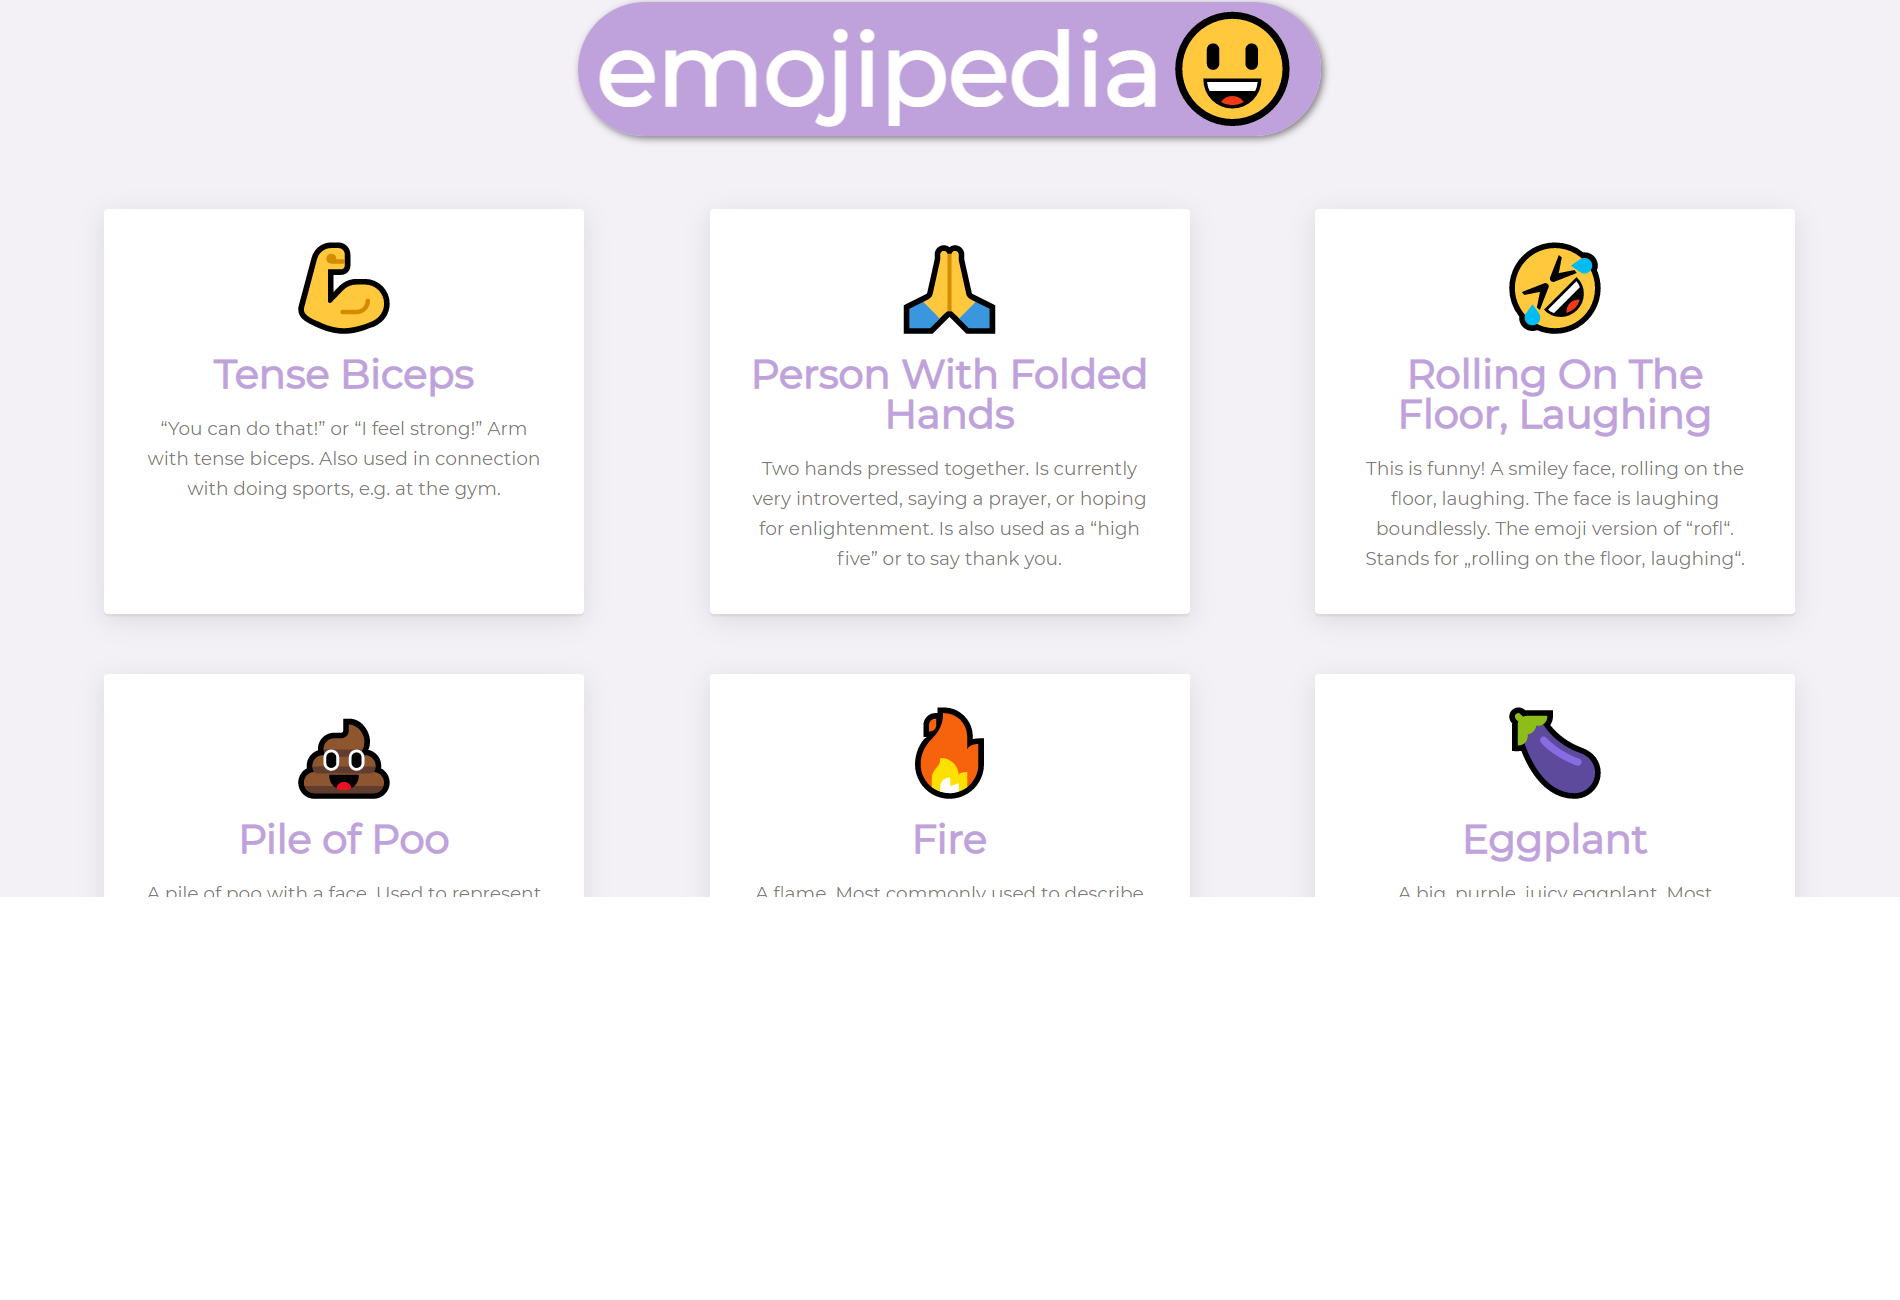 emojipedia
Tense Biceps
“You can do that!” or “I feel strong!” Arm
with tense biceps. Also used in connection
with doing sports, e.g. at the gym.
Person With Folded
Hands
Two hands pressed together. Is currently
very introverted, saying a prayer, or hoping
for enlightenment. Is also used as a “high
five” or to say thank you.
Rolling On The
Floor, Laughing
This is funny! A smiley face, rolling on the
floor, laughing. The face is laughing
boundlessly. The emoji version of “rofl“.
Stands for „rolling on the floor, laughing“.
Pile of Poo
A pile of poo with a face. Used to represent
Fire
A flame. Most commonly used to describe
Eggplant
A big, purple, juicy eggplant. Most